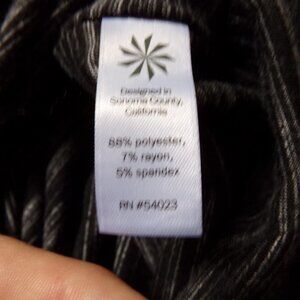 Designed in
Sonoma County,
California
88% polyester,
7% rayon,
5% spandex
RN #54023